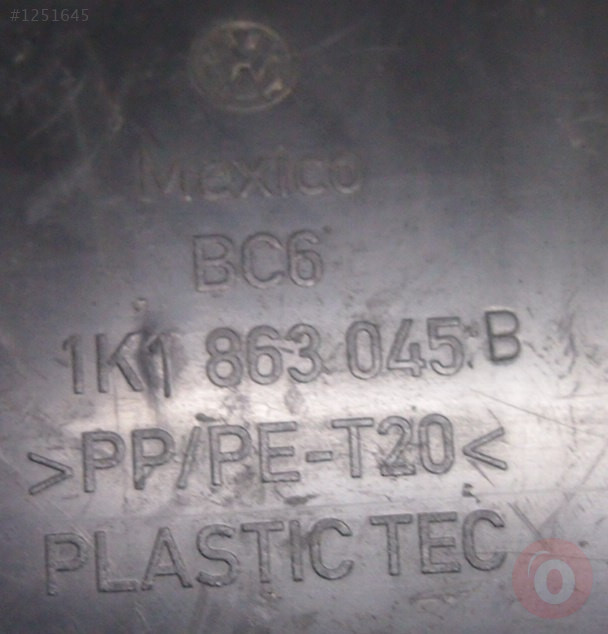 #1251645
Mexico
BC6
1K1 863 045 B
>PP/PE-T20<
PLASTIC TEC